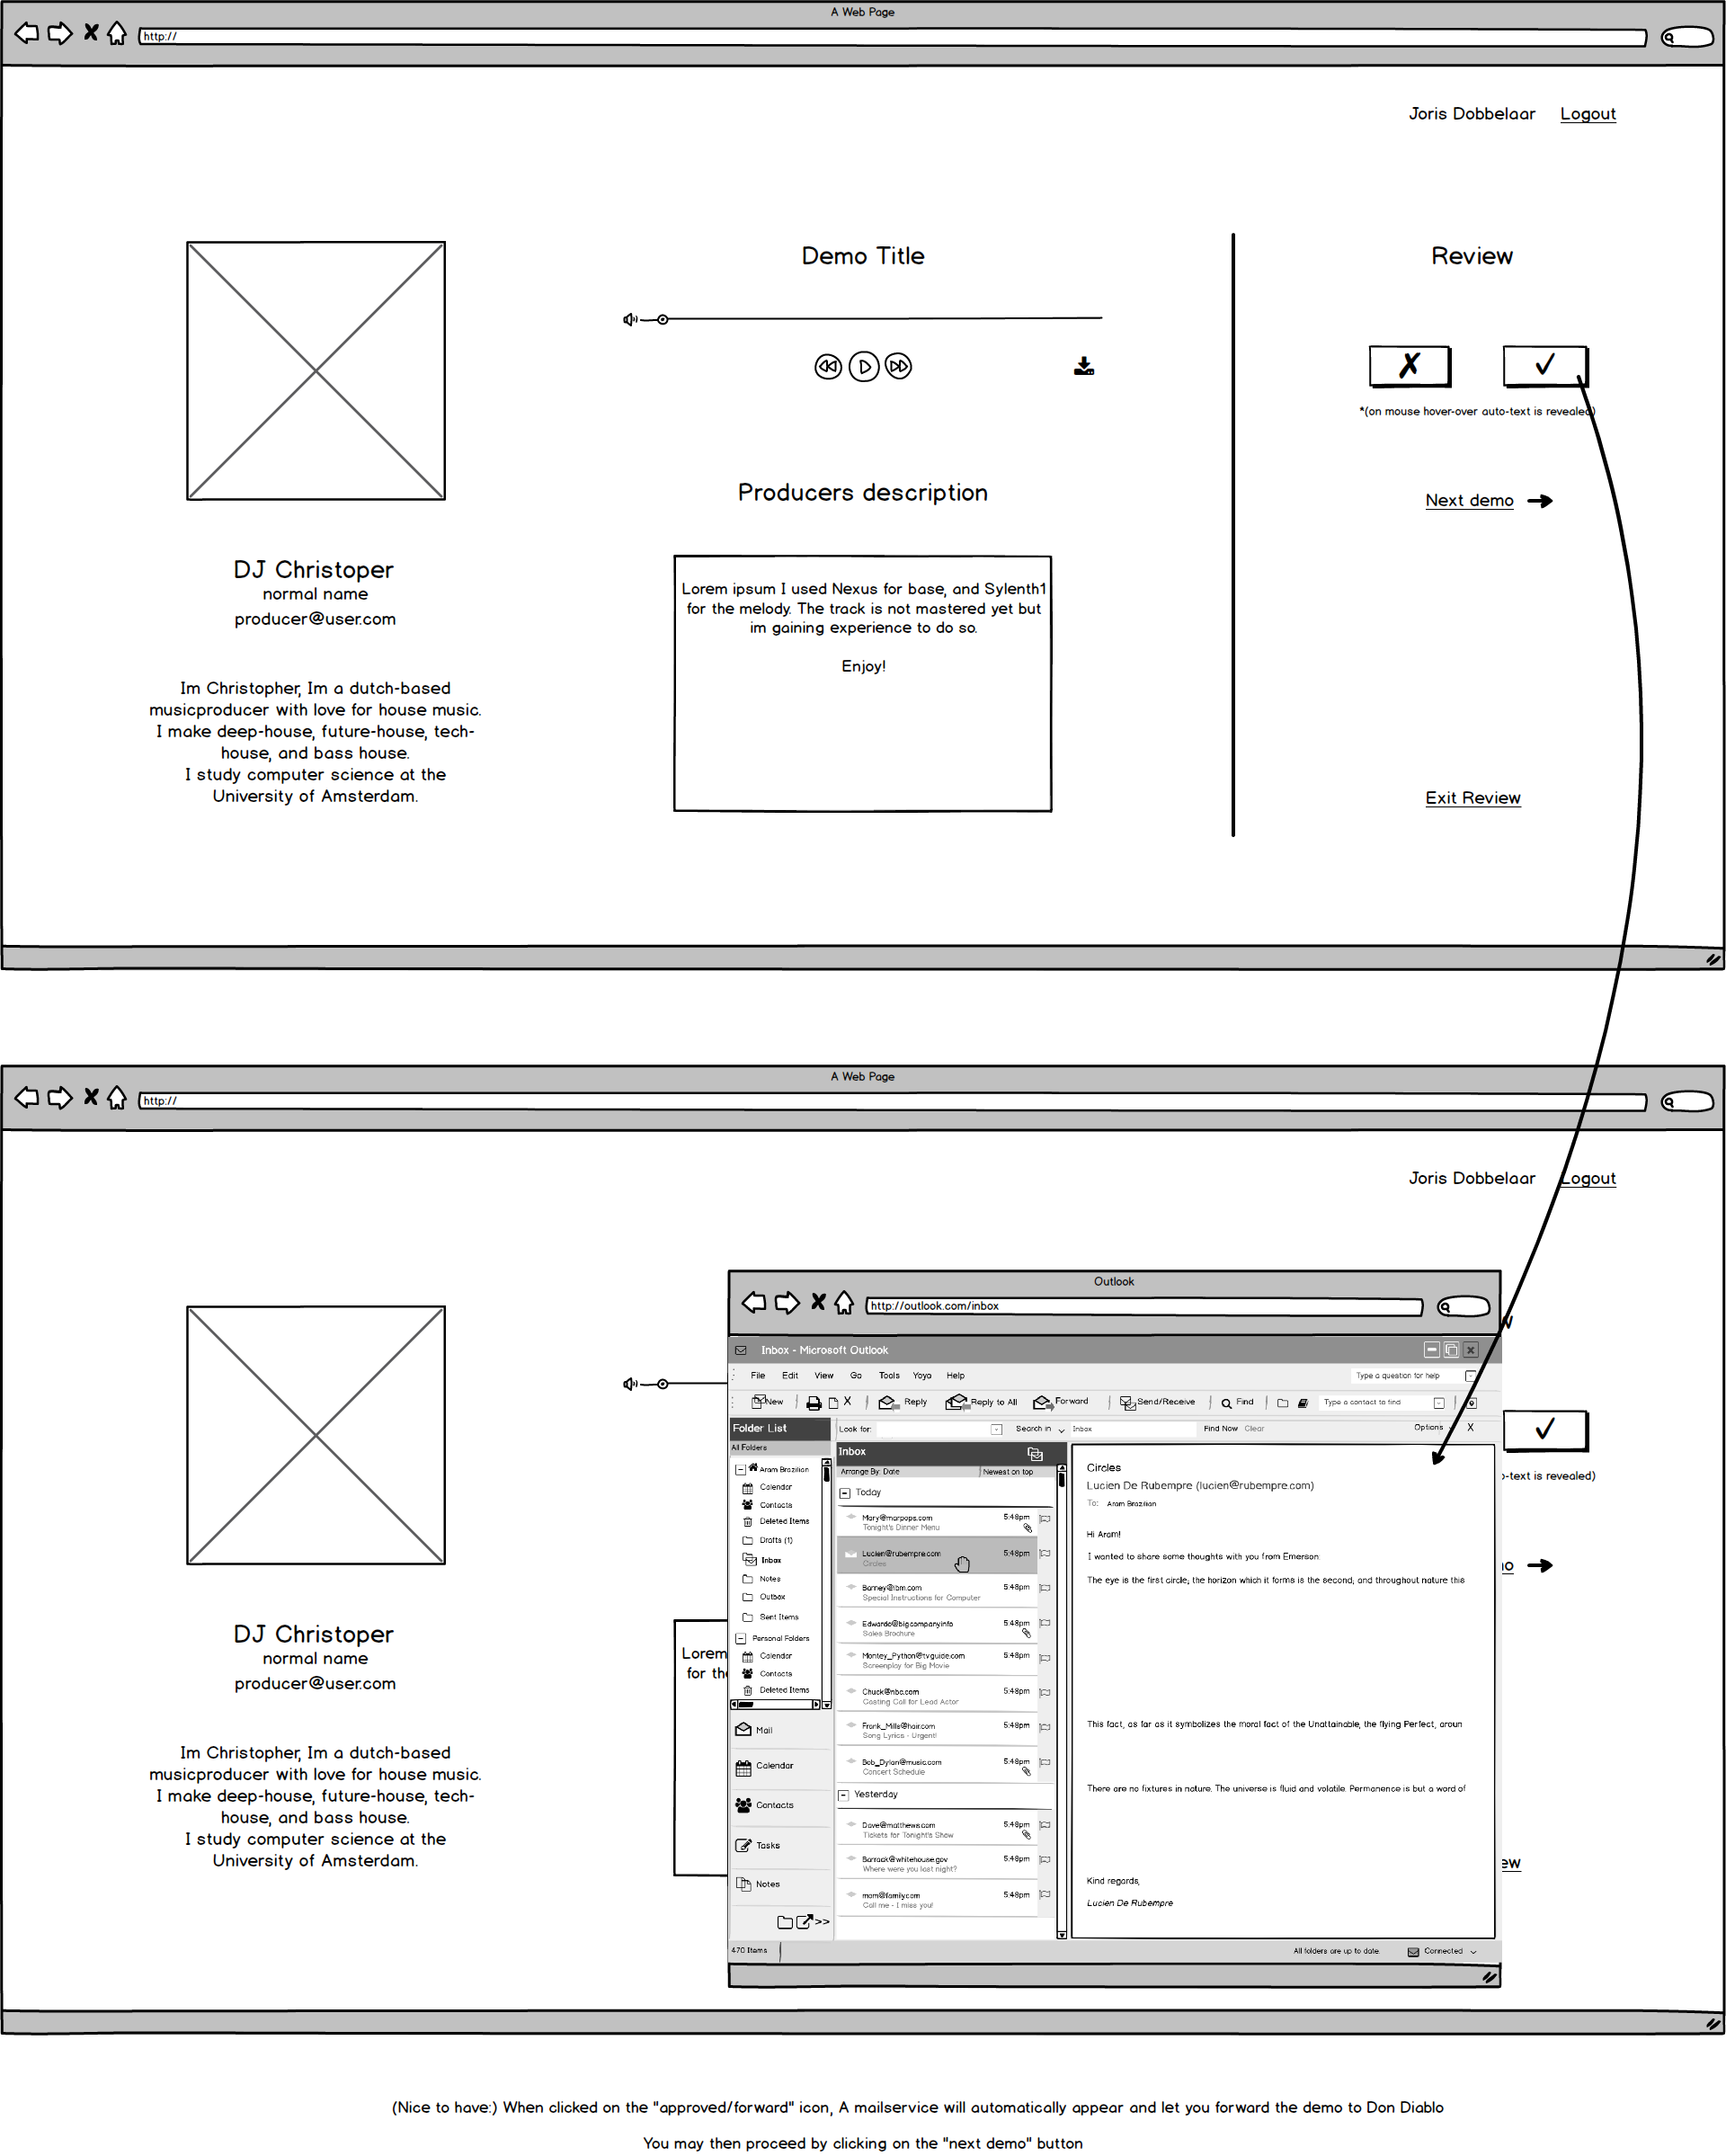 A Web Page
http://
Joris Dobbelaar Logout
Demo Title
Review
*(on mouse hover-over auto-text is revealed)
Producers description
Next demo
DJ Christoper
normal name
producer@user.com
Lorem ipsum I used Nexus for base, and Sylenth1
for the melody. The track is not mastered yet but
im gaining experience to do so.
Enjoy!
Im Christopher, Im a dutch-based
musicproducer with love for house music.
I make deep-house, future-house, tech-
house, and bass house.
I study computer science at the
University of Amsterdam.
Exit Review
A Web Page
http://
Joris Dobbelaar Logout
DJ Christoper
normal name
producer@user.com
Im Christopher, Im a dutch-based
musicproducer with love for house music.
I make deep-house, future-house, tech-
house, and bass house.
I study computer science at the
University of Amsterdam.
Lorem
for the
Outlook
http://outlook.com/inbox
Inbox - Microsoft Outlook
File Edit View Go Tools Yoyo Help
Type a question for help
New Reply Reply to All Forward Send/Receive Find Type a contact to find
Folder List
Look for: Search in Inbox Find Now Clear Options X
All Folders
Aram Brazilian
Calendar
Contacts
Deleted Items
Drafts (1)
Inbox
Notes
Outbox
Sent Items
Personal Folders
Calendar
Contacts
Deleted Items
Mail
Calendar
Contacts
Tasks
Notes
>>
Inbox
Arrange By: Date Newest on top
Today
Mary@marpops.com 5:48pm
Tonight's Dinner Menu
Lucien@rubempre.com 5:48pm
Circles
Barney@ibm.com 5:48pm
Special Instructions for Computer
Edwardo@bigcompany.info 5:48pm
Sales Brochure
Montey_Python@tvguide.com 5:48pm
Screenplay for Big Movie
Chuck@nbc.com 5:48pm
Casting Call for Lead Actor
Frank_Mills@hair.com 5:48pm
Song Lyrics - Urgent!
Bob_Dylan@music.com 5:48pm
Concert Schedule
Yesterday
Dave@matthews.com 5:48pm
Tickets for Tonight's Show
Barrack@whitehouse.gov 5:48pm
Where were you last night?
mom@family.com 5:48pm
Call me - I miss you!
Circles
Lucien De Rubempre (lucien@rubempre.com)
To: Aram Brazilian
Hi Aram!
I wanted to share some thoughts with you from Emerson:
The eye is the first circle; the horizon which it forms is the second; and throughout nature this
This fact, as far as it symbolizes the moral fact of the Unattainable, the flying Perfect, aroun
There are no fixtures in nature. The universe is fluid and volatile. Permanence is but a word of
Kind regards,
Lucien De Rubempre
470 Items All folders are up to date. Connected
o-text is revealed)
no
ew
(Nice to have:) When clicked on the "approved/forward" icon, A mailservice will automatically appear and let you forward the demo to Don Diablo
You may then proceed by clicking on the "next demo" button